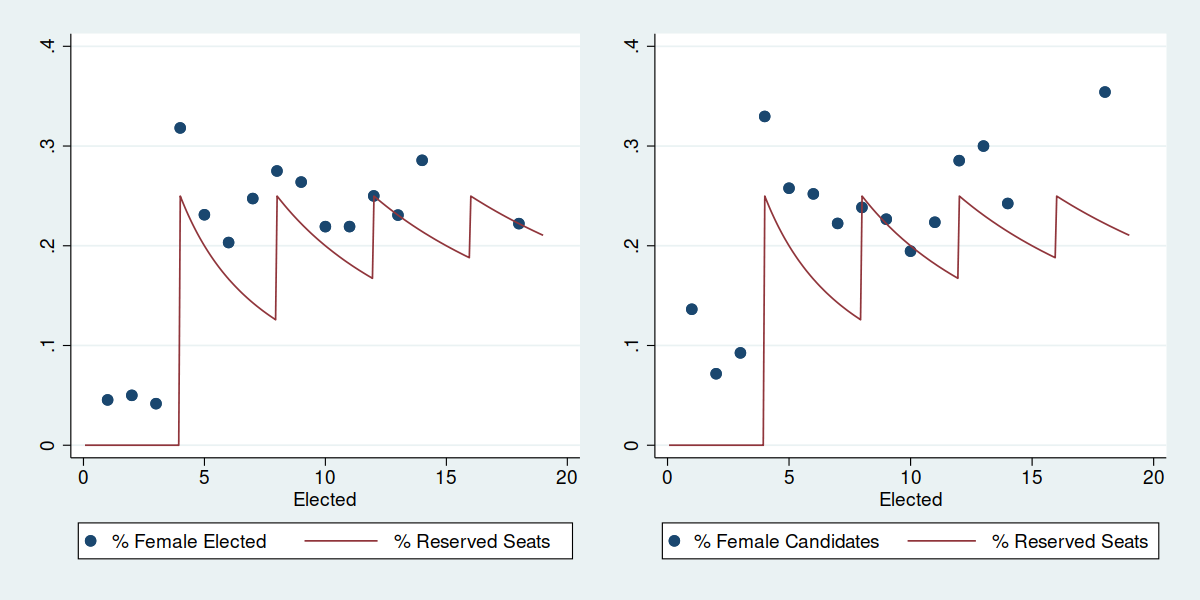 .4
.3
.2
.1
0
0 5 10 15 20
Elected
% Female Elected % Reserved Seats
.4
.3
.2
.1
0
0 5 10 15 20
Elected
% Female Candidates % Reserved Seats